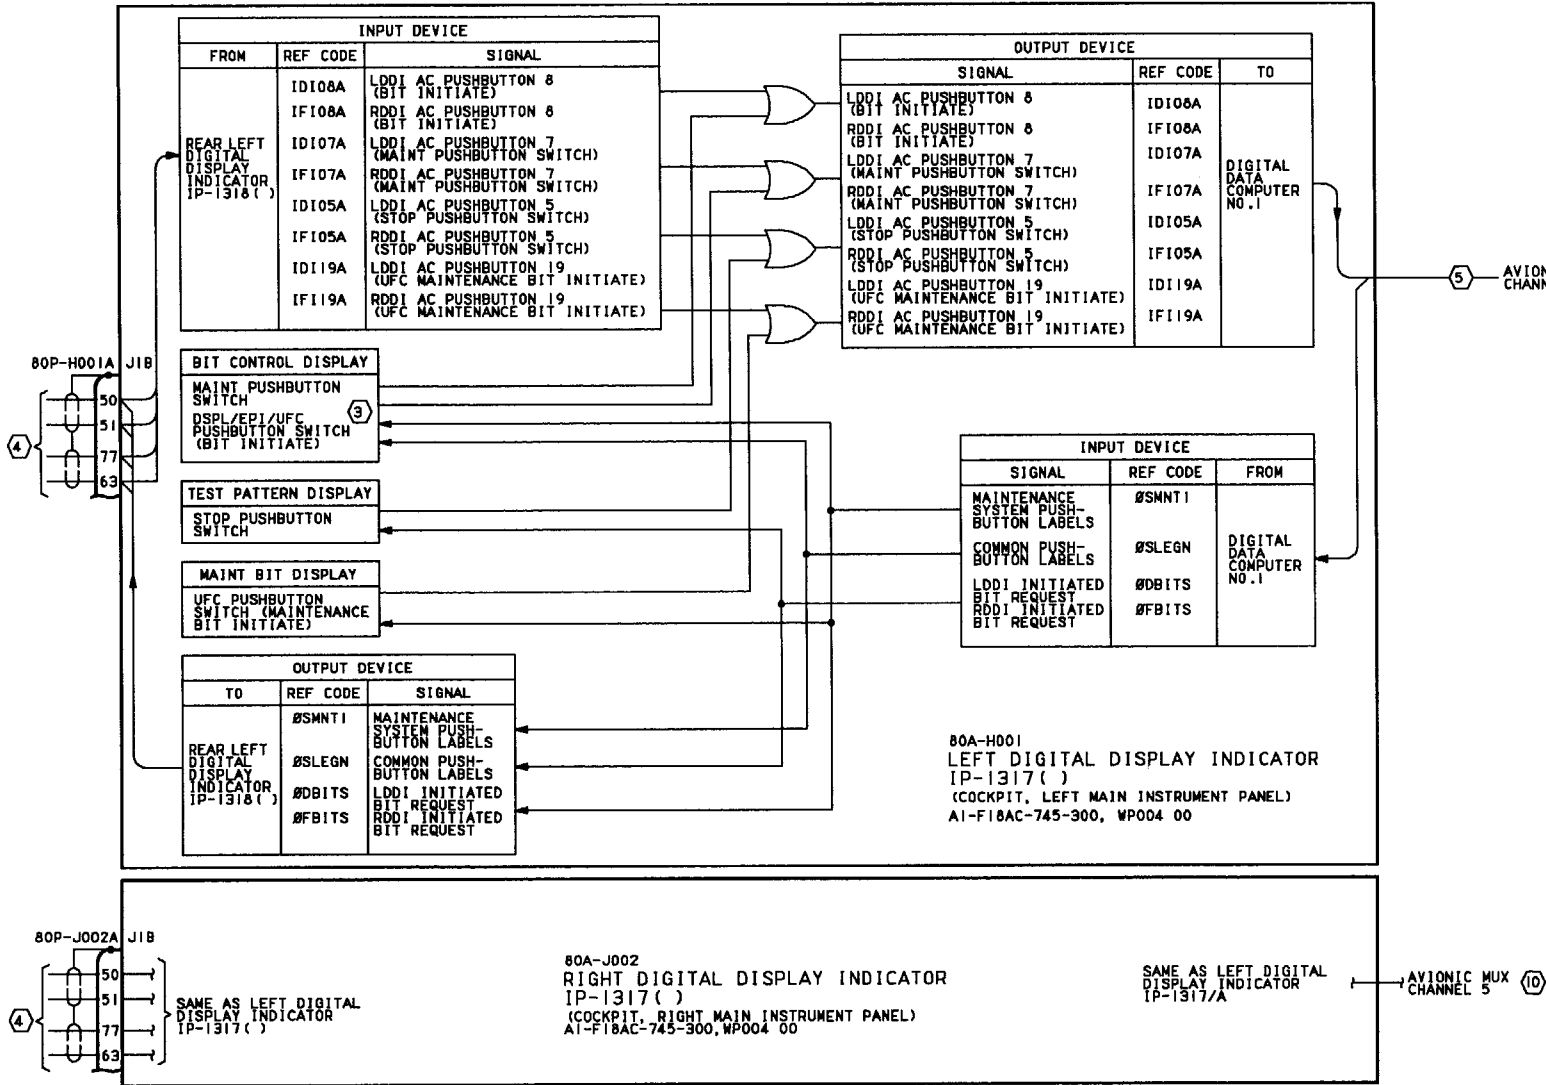 INPUT DEVICE
FROM REF CODE SIGNAL
REAR LEFT
DIGITAL
DISPLAY
INDICATOR
IP-1318( )
IDI08A LDDI AC PUSHBUTTON 8
(BIT INITIATE)
IFI08A RDDI AC PUSHBUTTON 8
(BIT INITIATE)
IDI07A LDDI AC PUSHBUTTON 7
(MAINT PUSHBUTTON SWITCH)
IFI07A RDDI AC PUSHBUTTON 7
(MAINT PUSHBUTTON SWITCH)
IDI05A LDDI AC PUSHBUTTON 5
(STOP PUSHBUTTON SWITCH)
IFI05A RDDI AC PUSHBUTTON 5
(STOP PUSHBUTTON SWITCH)
IDI19A LDDI AC PUSHBUTTON 19
(UFC MAINTENANCE BIT INITIATE)
IFI19A RDDI AC PUSHBUTTON 19
(UFC MAINTENANCE BIT INITIATE)
OUTPUT DEVICE
SIGNAL REF CODE TO
LDDI AC PUSHBUTTON 8 IDI08A
(BIT INITIATE)
RDDI AC PUSHBUTTON 8 IFI08A
(BIT INITIATE)
LDDI AC PUSHBUTTON 7 IDI07A
(MAINT PUSHBUTTON SWITCH)
RDDI AC PUSHBUTTON 7 IFI07A
(MAINT PUSHBUTTON SWITCH)
LDDI AC PUSHBUTTON 5 IDI05A
(STOP PUSHBUTTON SWITCH)
RDDI AC PUSHBUTTON 5 IFI05A
(STOP PUSHBUTTON SWITCH)
LDDI AC PUSHBUTTON 19 IDI19A
(UFC MAINTENANCE BIT INITIATE)
RDDI AC PUSHBUTTON 19 IFI19A
(UFC MAINTENANCE BIT INITIATE)
DIGITAL
DATA
COMPUTER
NO.1
5
80P-H001A J1B
50
51
77
63
4
BIT CONTROL DISPLAY
MAINT PUSHBUTTON
SWITCH
DSPL/EPI/UFC
PUSHBUTTON SWITCH
(BIT INITIATE)
3
TEST PATTERN DISPLAY
STOP PUSHBUTTON
SWITCH
MAINT BIT DISPLAY
UFC PUSHBUTTON
SWITCH (MAINTENANCE
BIT INITIATE)
INPUT DEVICE
SIGNAL REF CODE FROM
MAINTENANCE ØSMNT1
SYSTEM PUSH-
BUTTON LABELS
COMMON PUSH- ØSLEGN
BUTTON LABELS
LDDI INITIATED ØDBITS
BIT REQUEST
RDDI INITIATED ØFBITS
BIT REQUEST
DIGITAL
DATA
COMPUTER
NO.1
OUTPUT DEVICE
TO REF CODE SIGNAL
REAR LEFT
DIGITAL
DISPLAY
INDICATOR
IP-1318( )
ØSMNT1 MAINTENANCE
SYSTEM PUSH-
BUTTON LABELS
ØSLEGN COMMON PUSH-
BUTTON LABELS
ØDBITS LDDI INITIATED
BIT REQUEST
ØFBITS RDDI INITIATED
BIT REQUEST
80A-H001
LEFT DIGITAL DISPLAY INDICATOR
IP-1317( )
(COCKPIT, LEFT MAIN INSTRUMENT PANEL)
A1-F18AC-745-300, WP004 00
80P-J002A J1B
50
51
77
63
4
SAME AS LEFT DIGITAL
DISPLAY INDICATOR
IP-1317( )
80A-J002
RIGHT DIGITAL DISPLAY INDICATOR
IP-1317( )
(COCKPIT, RIGHT MAIN INSTRUMENT PANEL)
A1-F18AC-745-300, WP004 00
SAME AS LEFT DIGITAL
DISPLAY INDICATOR
IP-1317/A
AVIONIC MUX
CHANNEL 5
10